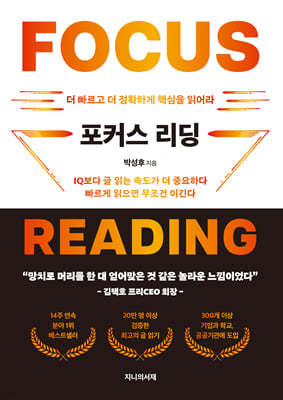 FOCUS
더 빠르고 더 정확하게 핵심을 읽어라
포커스 리딩
박성후 지음
IQ보다 글 읽는 속도가 더 중요하다
빠르게 읽으면 무조건 이긴다
READING
“망치로 머리를 한 대 얻어맞은 것 같은 놀라운 느낌이었다”
- 김택호 프리CEO 회장 -
14주 연속
분야 1위
베스트셀러
20만 명 이상
검증한
최고의 글 읽기
300개 이상
기업과 학교,
공공기관에 도입
지니의서재